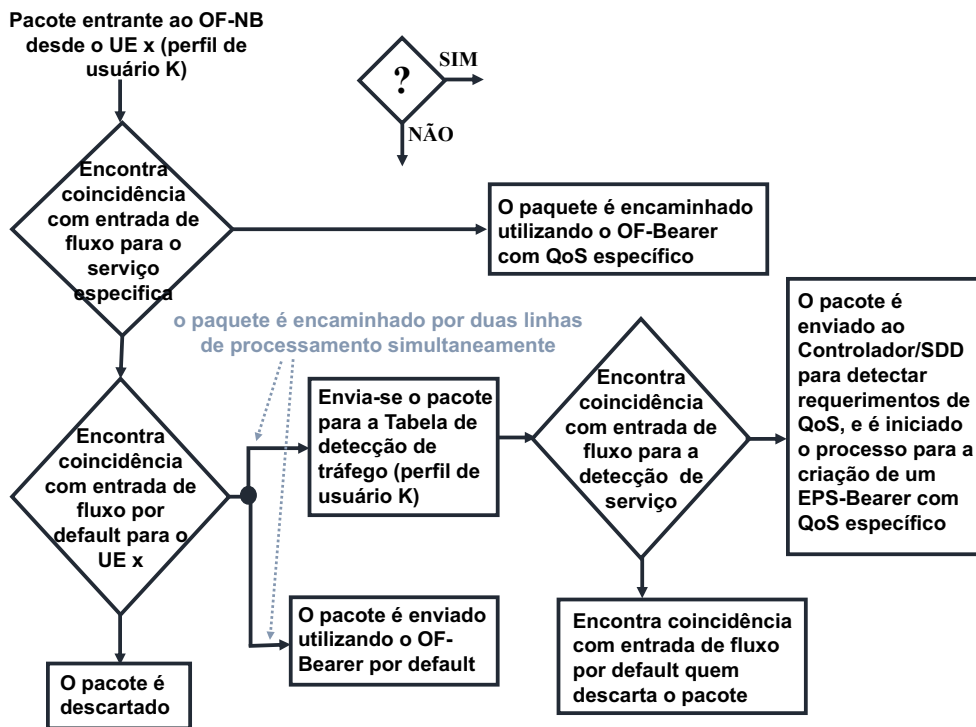 Pacote entrante ao OF-NB
desde o UE x (perfil de
usuário K)
?
SIM
NÃO
Encontra
coincidência
com entrada de
fluxo para o
serviço
especifica
O paquete é encaminhado
utilizando o OF-Bearer
com QoS específico
o paquete é encaminhado por duas linhas
de processamento simultaneamente
Encontra
coincidência
com entrada de
fluxo por
default para o
UE x
Envia-se o pacote
para a Tabela de
detecção de
tráfego (perfil de
usuário K)
Encontra
coincidência
com entrada de
fluxo para a
detecção de
serviço
O pacote é
enviado ao
Controlador/SDD
para detectar
requerimentos de
QoS, e é iniciado
o processo para a
criação de um
EPS-Bearer com
QoS específico
O pacote é enviado
utilizando o OF-
Bearer por default
Encontra coincidência
com entrada de fluxo
por default quem
descarta o pacote
O pacote é
descartado